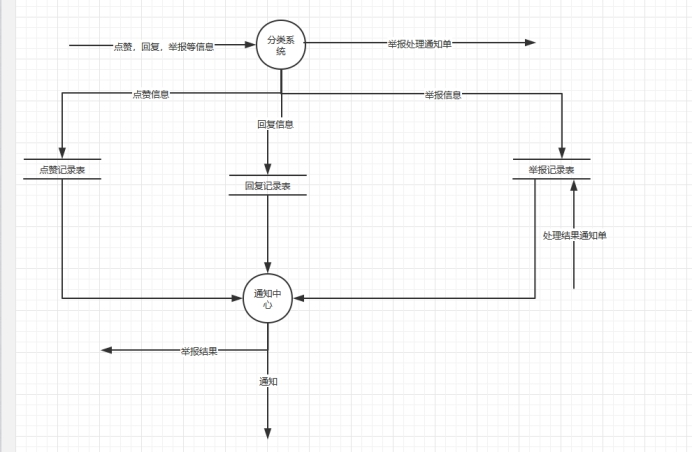 点赞，回复，举报等信息
分类系
统
举报处理通知单
点赞信息
举报信息
回复信息
点赞记录表
回复记录表
举报记录表
处理结果通知单
通知中
心
举报结果
通知